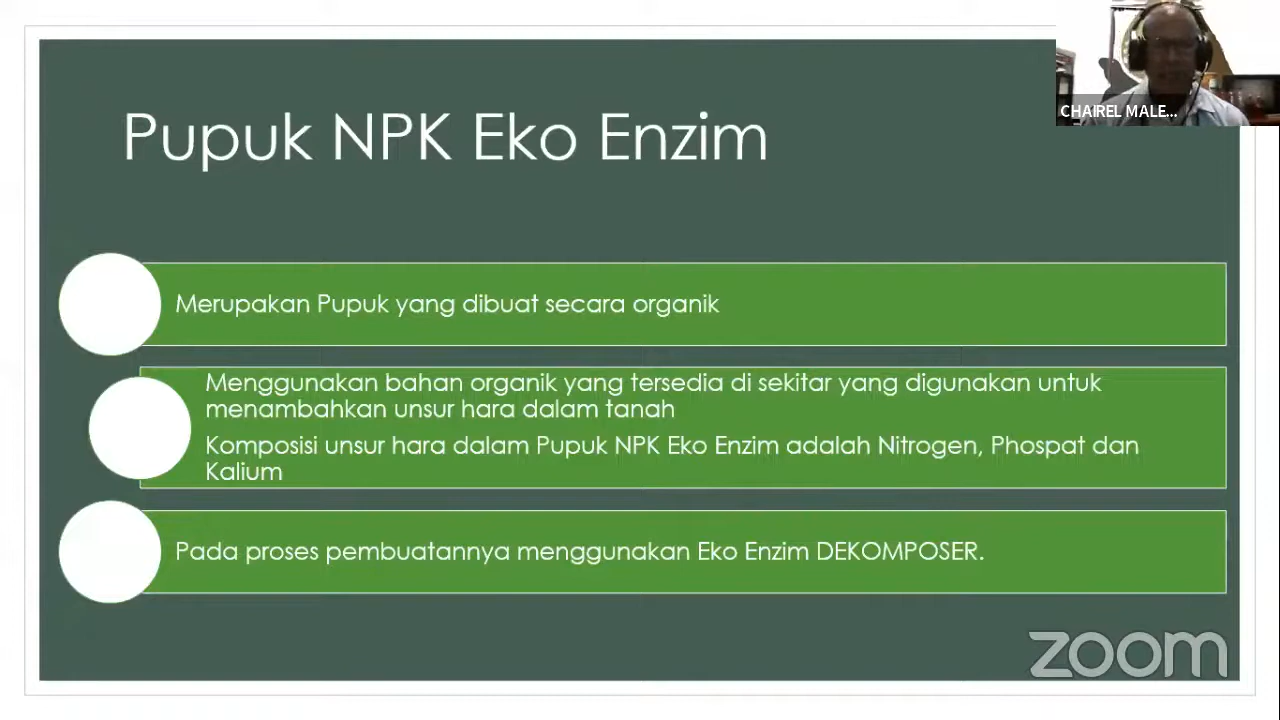 CHAIREL MALE...
Pupuk NPK Eko Enzim
Merupakan Pupuk yang dibuat secara organik
Menggunakan bahan organik yang tersedia di sekitar yang digunakan untuk
menambahkan unsur hara dalam tanah
Komposisi unsur hara dalam Pupuk NPK Eko Enzim adalah Nitrogen, Phospat dan
Kalium
Pada proses pembuatannya menggunakan Eko Enzim DEKOMPOSER.
zoom